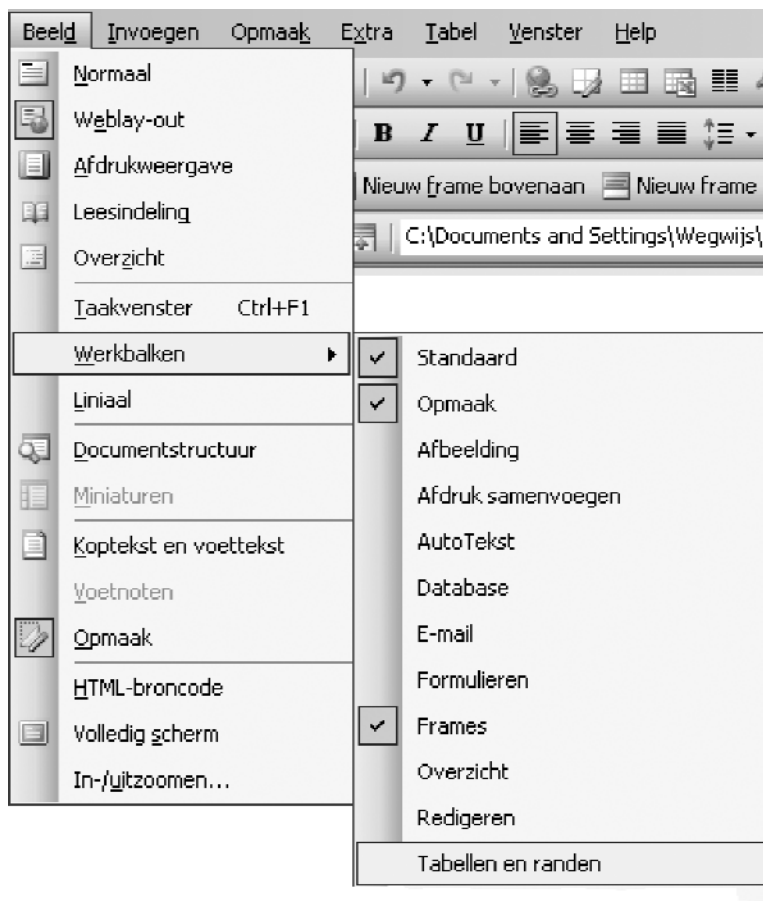 Beeld Invoegen Opmaak Extra Tabel Venster Help
Normaal
Weblay-out
B I U
Afdrukweergave
Nieuw frame bovenaan Nieuw frame
Leesindeling
C:\Documents and Settings\Wegwijs\
Overzicht
Taakvenster Ctrl+F1
Werkbalken
Liniaal
Documentstructuur
Miniaturen
Koptekst en voettekst
Voetnoten
Opmaak
HTML-broncode
Volledig scherm
In-/uitzoomen...
Standaard
Opmaak
Afbeelding
Afdruk samenvoegen
AutoTekst
Database
E-mail
Formulieren
Frames
Overzicht
Redigeren
Tabellen en randen